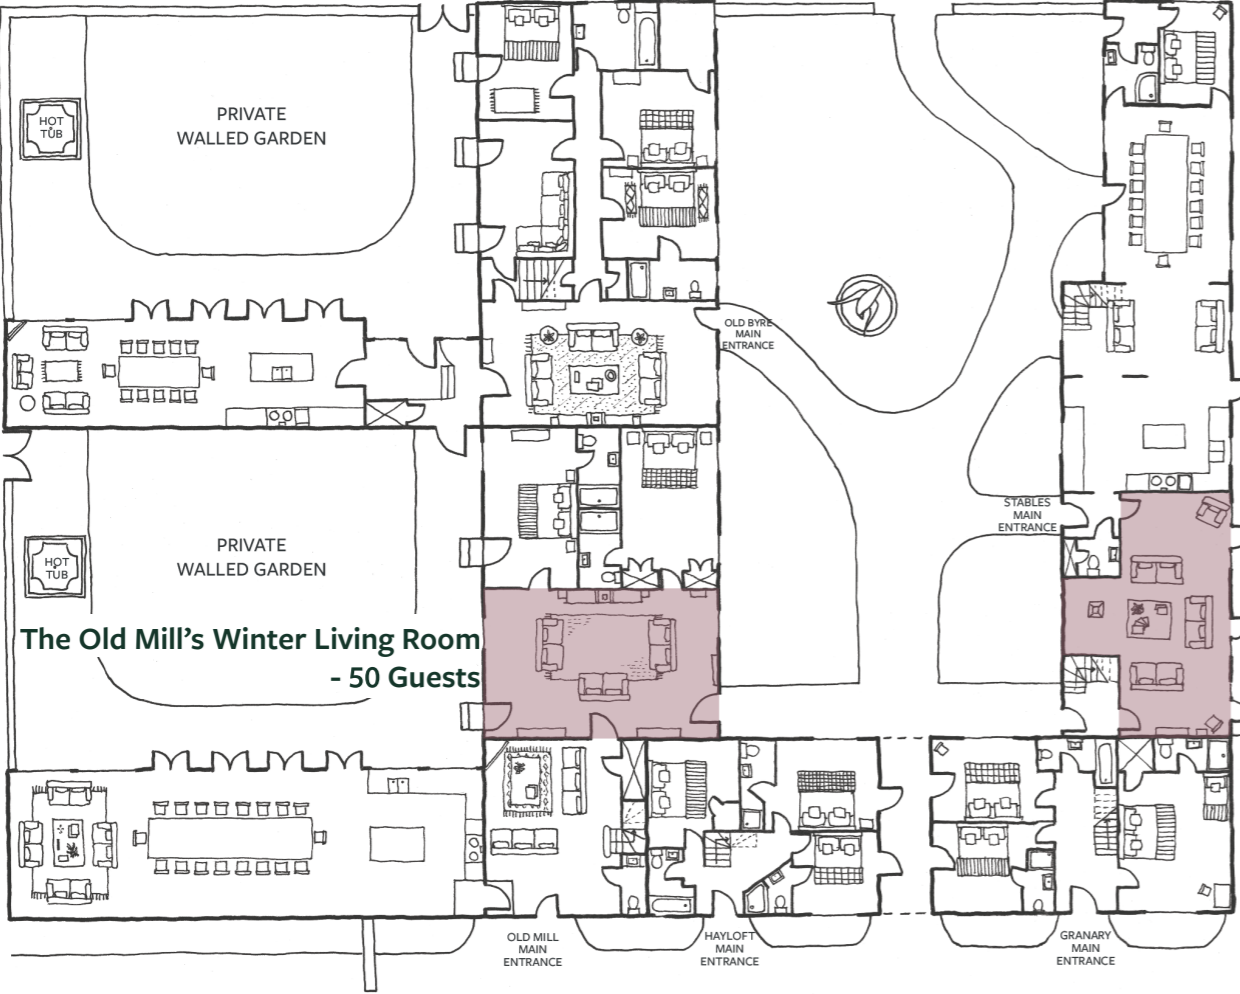 PRIVATE
WALLED GARDEN
HOT
TUB
OLD BYRE
MAIN
ENTRANCE
STABLES
MAIN
ENTRANCE
PRIVATE
WALLED GARDEN
HOT
TUB
The Old Mill’s Winter Living Room
- 50 Guests
OLD MILL
MAIN
ENTRANCE
HAYLOFT
MAIN
ENTRANCE
GRANARY
MAIN
ENTRANCE